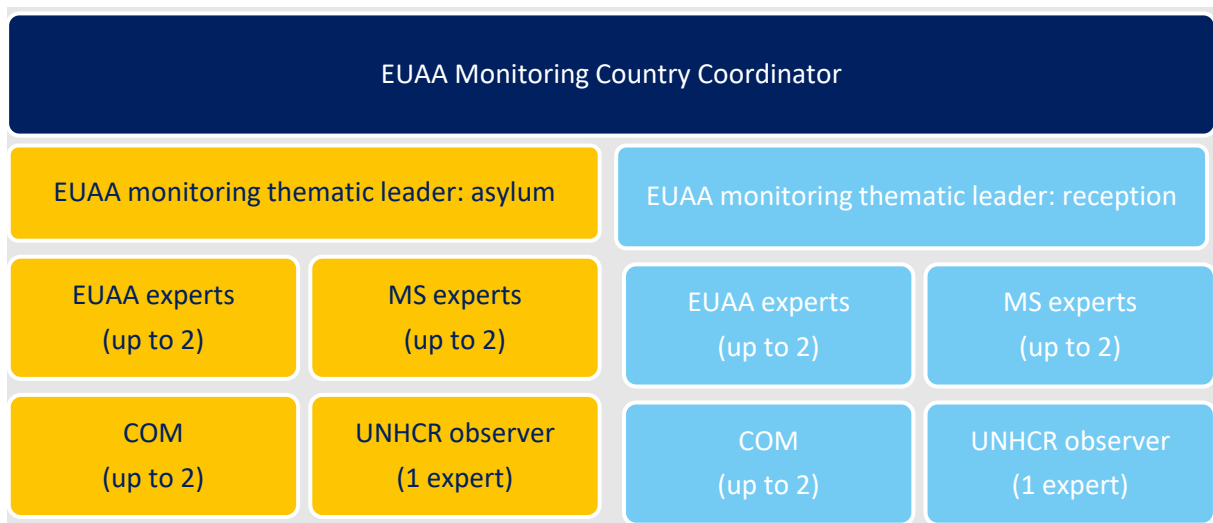 EUAA Monitoring Country Coordinator
EUAA monitoring thematic leader: asylum
EUAA monitoring thematic leader: reception
EUAA experts
(up to 2)
MS experts
(up to 2)
EUAA experts
(up to 2)
MS experts
(up to 2)
COM
(up to 2)
UNHCR observer
(1 expert)
COM
(up to 2)
UNHCR observer
(1 expert)